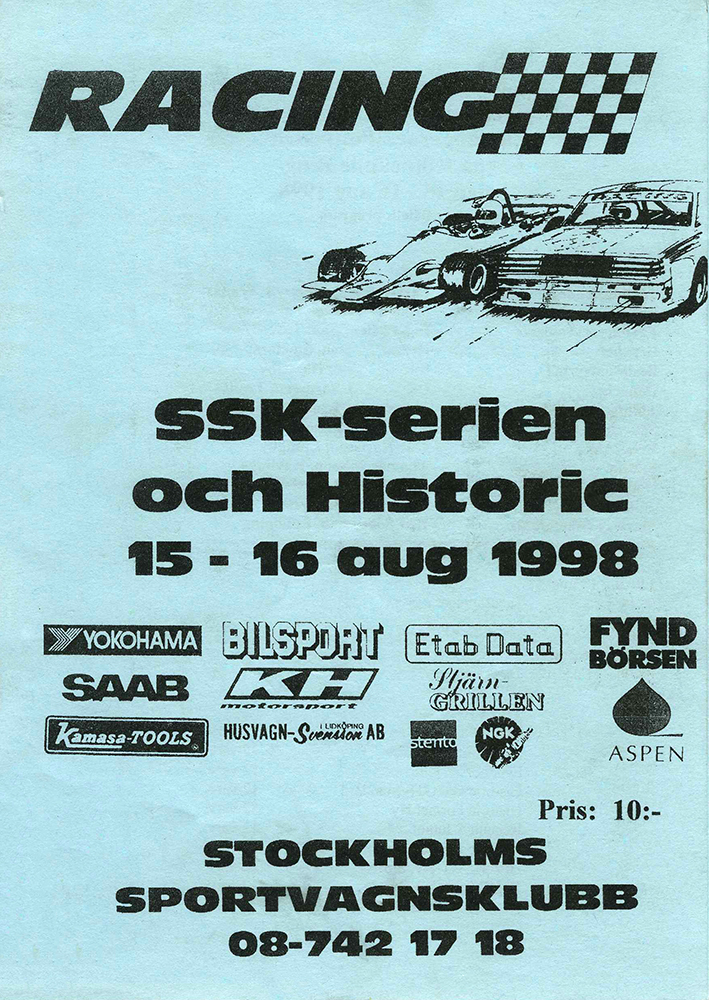 RACING
RACING
SSK-serien
och Historic
15 - 16 aug 1998
YOKOHAMA
BILSPORT
Etab Data
FYND
BÖRSEN
SAAB
KH
motorsport
Stjärn-
GRILLEN
ASPEN
Kamasa-TOOLS®
HUSVAGN-Svensson I LIDKÖPING AB
stento
NGK
Pris: 10:-
STOCKHOLMS
SPORTVAGNSKLUBB
08-742 17 18